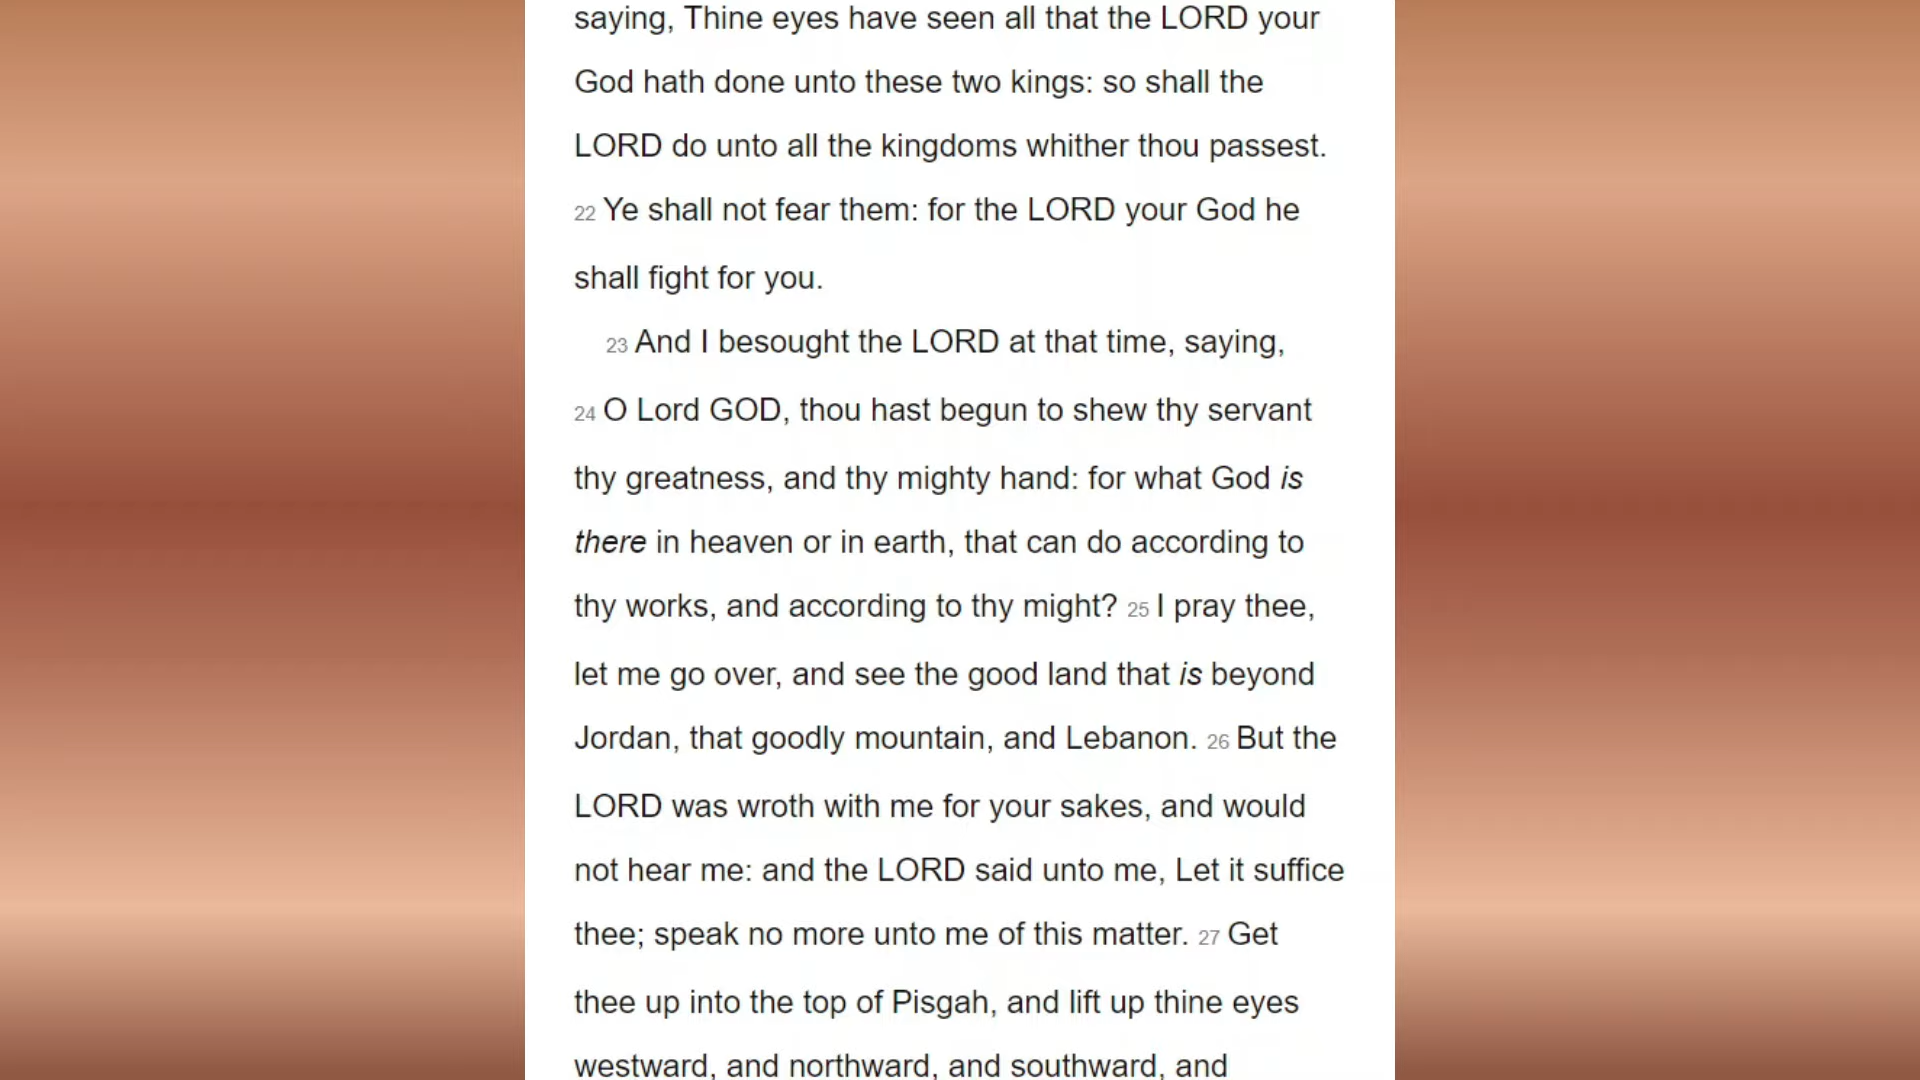 saying, Thine eyes have seen all that the LORD your
God hath done unto these two kings: so shall the
LORD do unto all the kingdoms whither thou passest.
22 Ye shall not fear them: for the LORD your God he
shall fight for you.
23 And I besought the LORD at that time, saying,
24 O Lord GOD, thou hast begun to shew thy servant
thy greatness, and thy mighty hand: for what God is
there in heaven or in earth, that can do according to
thy works, and according to thy might? 25 I pray thee,
let me go over, and see the good land that is beyond
Jordan, that goodly mountain, and Lebanon. 26 But the
LORD was wroth with me for your sakes, and would
not hear me: and the LORD said unto me, Let it suffice
thee; speak no more unto me of this matter. 27 Get
thee up into the top of Pisgah, and lift up thine eyes
westward, and northward, and southward, and